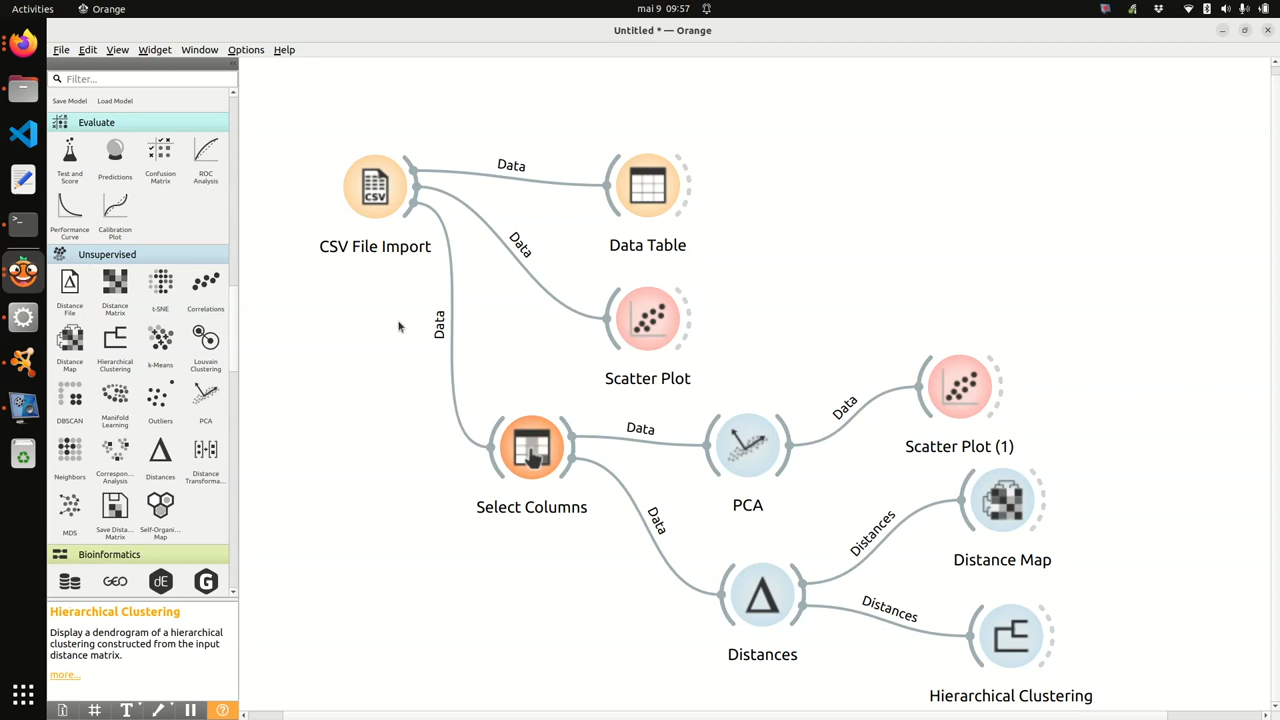 Activities
Orange
mai 9 09:57
Untitled * — Orange
File Edit View Widget Window Options Help
Filter...
Save Model Load Model
Evaluate
Test and Score
Predictions
Confusion Matrix
ROC Analysis
Performance Curve
Calibration Plot
Unsupervised
Distance File
Distance Matrix
t-SNE
Correlations
Distance Map
Hierarchical Clustering
k-Means
Louvain Clustering
DBSCAN
Manifold Learning
Outliers
PCA
Neighbors
Correspon... Analysis
Distances
Distance Transforma...
MDS
Save Dista... Matrix
Self-Organi... Map
Bioinformatics
GEO
dE
G
Hierarchical Clustering
Display a dendrogram of a hierarchical
clustering constructed from the input
distance matrix.
more...
CSV
CSV File Import
Data
Data Table
Data
Scatter Plot
Data
Select Columns
Data
PCA
Data
Scatter Plot (1)
Data
Distances
Distances
Distance Map
Distances
Hierarchical Clustering